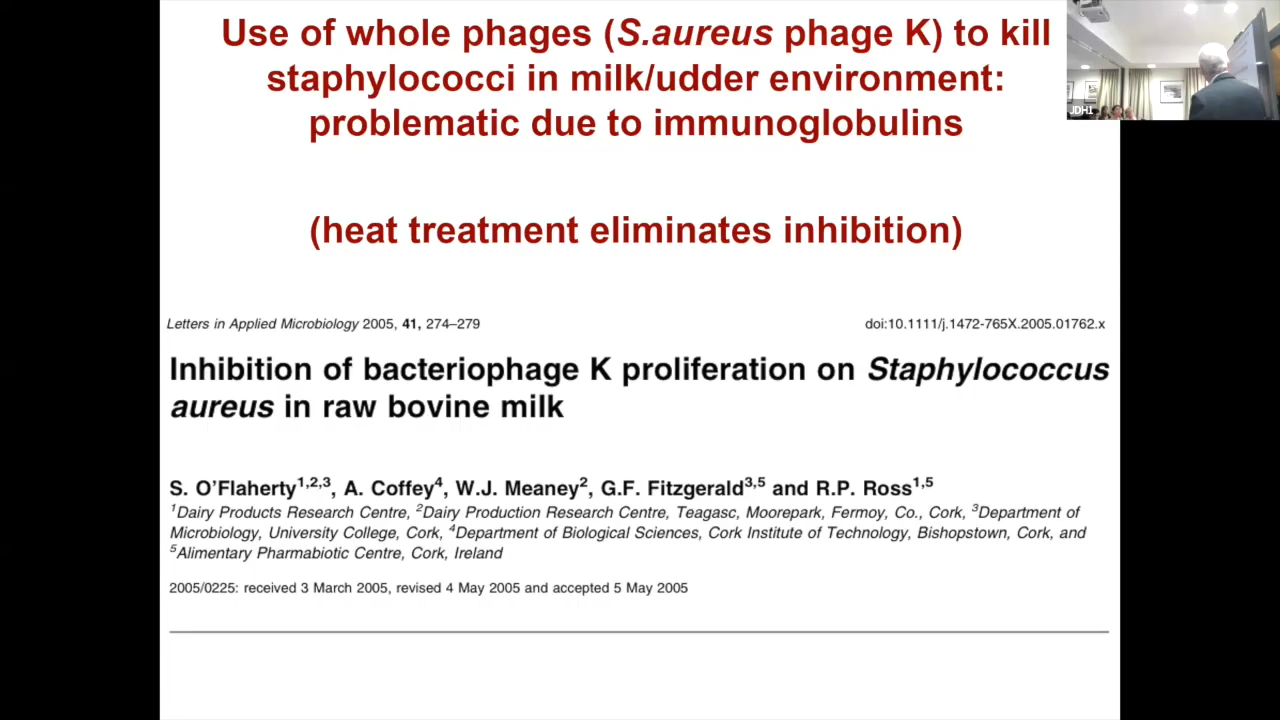 Use of whole phages (S.aureus phage K) to kill
staphylococci in milk/udder environment:
problematic due to immunoglobulins
(heat treatment eliminates inhibition)
JDHI
Letters in Applied Microbiology 2005, 41, 274–279
doi:10.1111/j.1472-765X.2005.01762.x
Inhibition of bacteriophage K proliferation on Staphylococcus
aureus in raw bovine milk
S. O'Flaherty1,2,3, A. Coffey4, W.J. Meaney2, G.F. Fitzgerald3,5 and R.P. Ross1,5
1Dairy Products Research Centre, 2Dairy Production Research Centre, Teagasc, Moorepark, Fermoy, Co., Cork, 3Department of
Microbiology, University College, Cork, 4Department of Biological Sciences, Cork Institute of Technology, Bishopstown, Cork, and
5Alimentary Pharmabiotic Centre, Cork, Ireland
2005/0225: received 3 March 2005, revised 4 May 2005 and accepted 5 May 2005